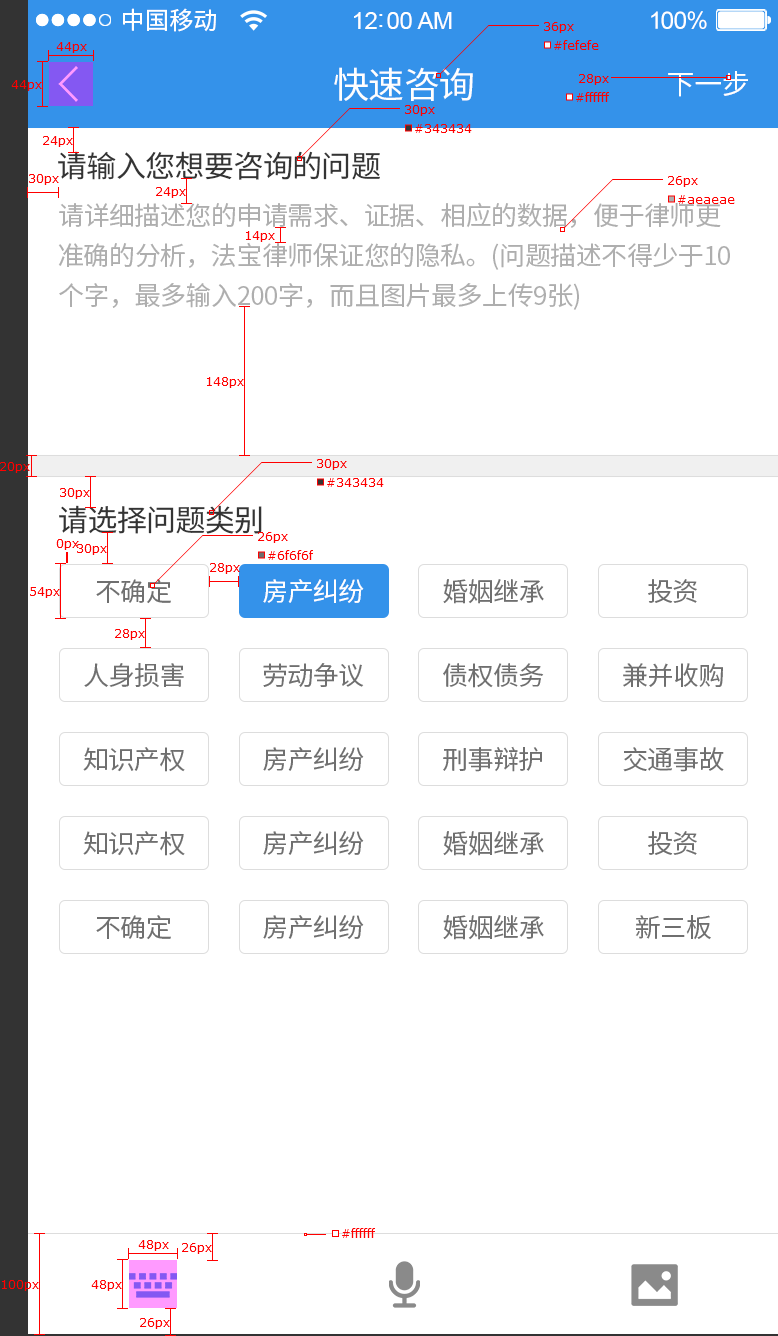 中国移动 12:00 AM 100%
36px
#fefefe
44px
44px
快速咨询
28px
下一步
#ffffff
30px
#343434
24px
请输入您想要咨询的问题
30px
24px
26px
#aeaeae
请详细描述您的申请需求、证据、相应的数据，便于律师更
14px
准确的分析，法宝律师保证您的隐私。(问题描述不得少于10
个字，最多输入200字，而且图片最多上传9张)
148px
20px
30px
#343434
30px
请选择问题类别
0px
30px
26px
#6f6f6f
28px
54px
不确定 房产纠纷 婚姻继承 投资
28px
人身损害 劳动争议 债权债务 兼并收购
知识产权 房产纠纷 刑事辩护 交通事故
知识产权 房产纠纷 婚姻继承 投资
不确定 房产纠纷 婚姻继承 新三板
#ffffff
48px
26px
100px
48px
26px